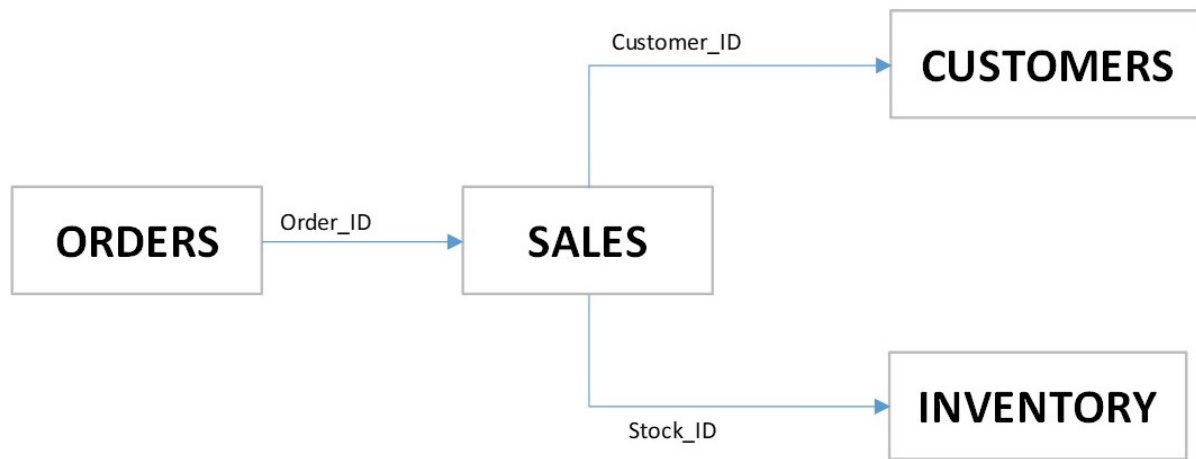 Customer_ID
CUSTOMERS
ORDERS
Order_ID
SALES
INVENTORY
Stock_ID